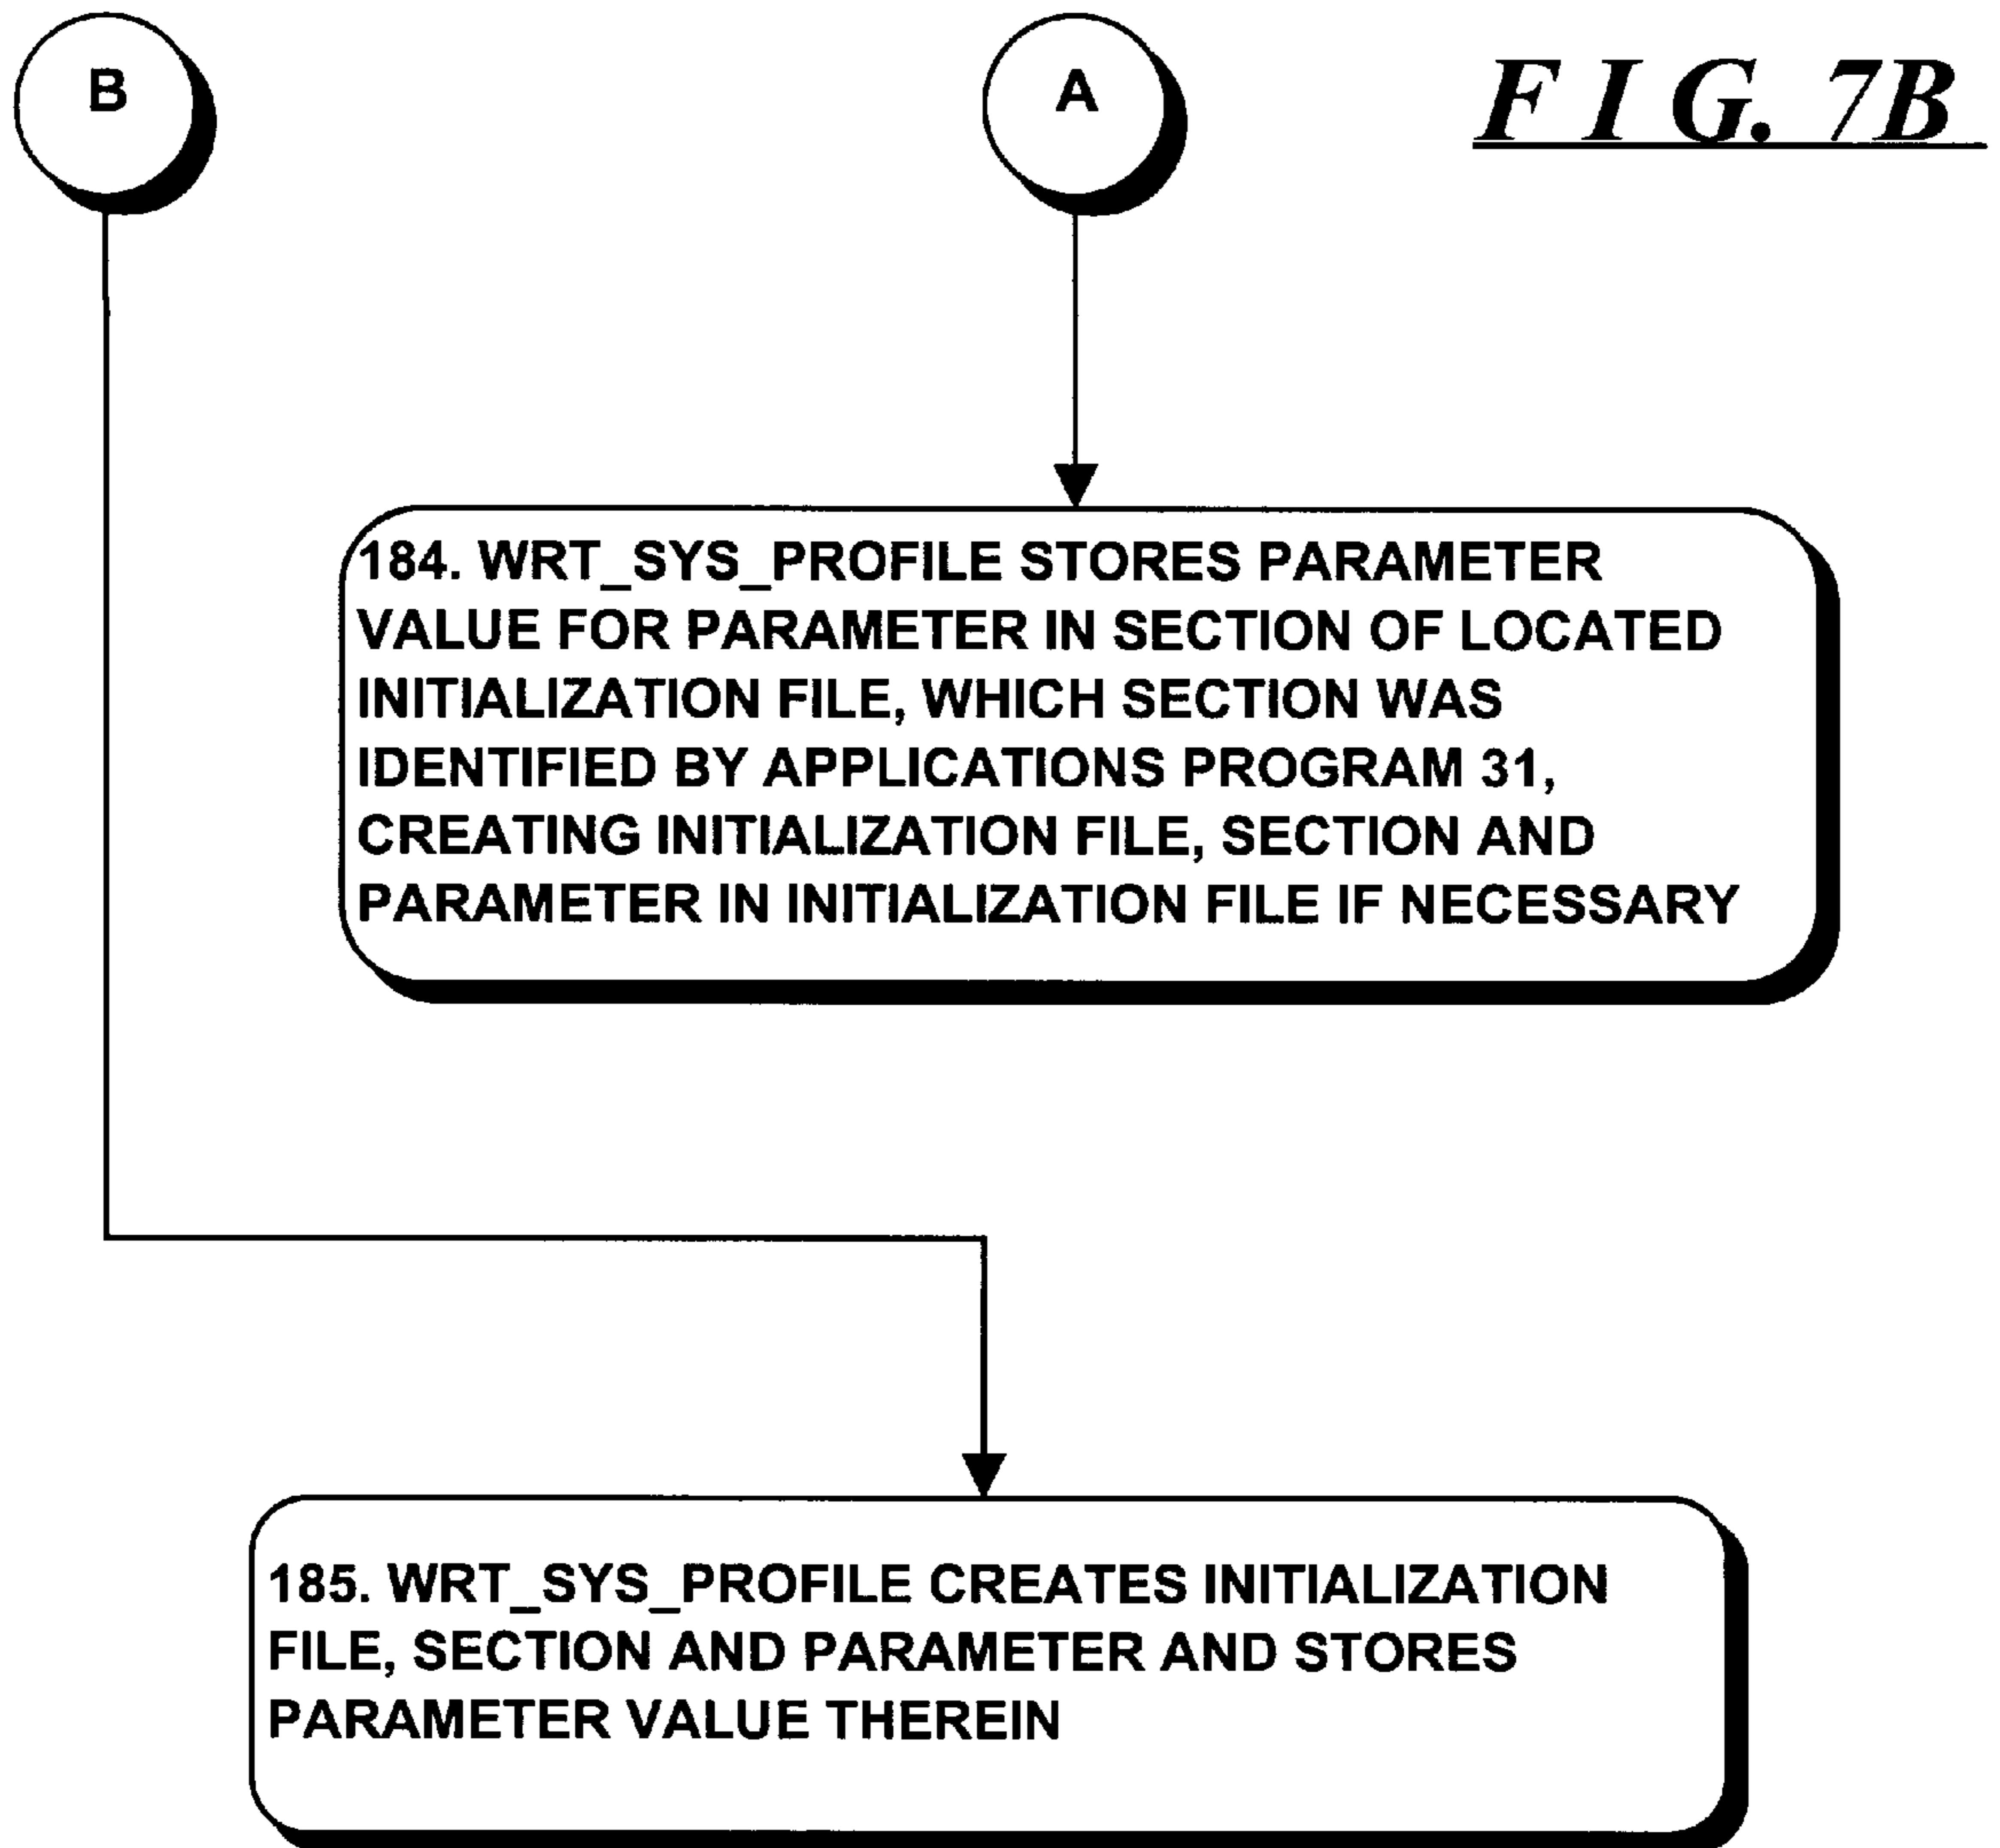 B
A
FIG. 7B
184. WRT_SYS_PROFILE STORES PARAMETER
VALUE FOR PARAMETER IN SECTION OF LOCATED
INITIALIZATION FILE, WHICH SECTION WAS
IDENTIFIED BY APPLICATIONS PROGRAM 31,
CREATING INITIALIZATION FILE, SECTION AND
PARAMETER IN INITIALIZATION FILE IF NECESSARY
185. WRT_SYS_PROFILE CREATES INITIALIZATION
FILE, SECTION AND PARAMETER AND STORES
PARAMETER VALUE THEREIN